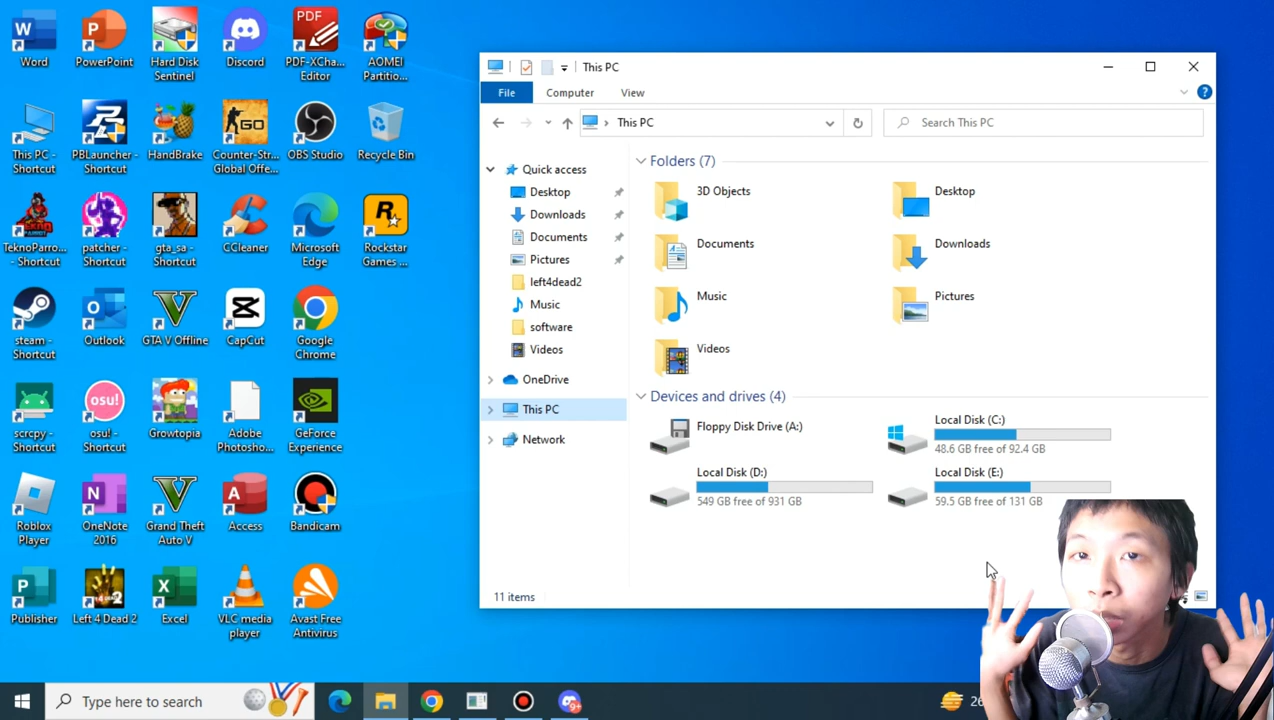 Word
PowerPoint
Hard Disk
Sentinel
Discord
PDF
PDF-XCha...
Editor
AOMEI
Partitio...
This PC -
Shortcut
PBLauncher
- Shortcut
HandBrake
GO
Counter-Str...
Global Offe...
OBS Studio
Recycle Bin
TeknoParro...
- Shortcut
patcher -
Shortcut
gta_sa -
Shortcut
CCleaner
Microsoft
Edge
Rockstar
Games ...
steam -
Shortcut
Outlook
GTA V Offline
CapCut
Google
Chrome
scrcpy -
Shortcut
osu!
osu! -
Shortcut
Growtopia
Adobe
Photosho...
GeForce
Experience
Roblox
Player
OneNote
2016
Grand Theft
Auto V
Access
Bandicam
Publisher
Left 4 Dead 2
Excel
VLC media
player
Avast Free
Antivirus
This PC
File
Computer
View
This PC
Search This PC
Quick access
Desktop
Downloads
Documents
Pictures
left4dead2
Music
software
Videos
OneDrive
This PC
Network
Folders (7)
3D Objects
Desktop
Documents
Downloads
Music
Pictures
Videos
Devices and drives (4)
Floppy Disk Drive (A:)
Local Disk (C:)
48.6 GB free of 92.4 GB
Local Disk (D:)
549 GB free of 931 GB
Local Disk (E:)
59.5 GB free of 131 GB
11 items
Type here to search
9+